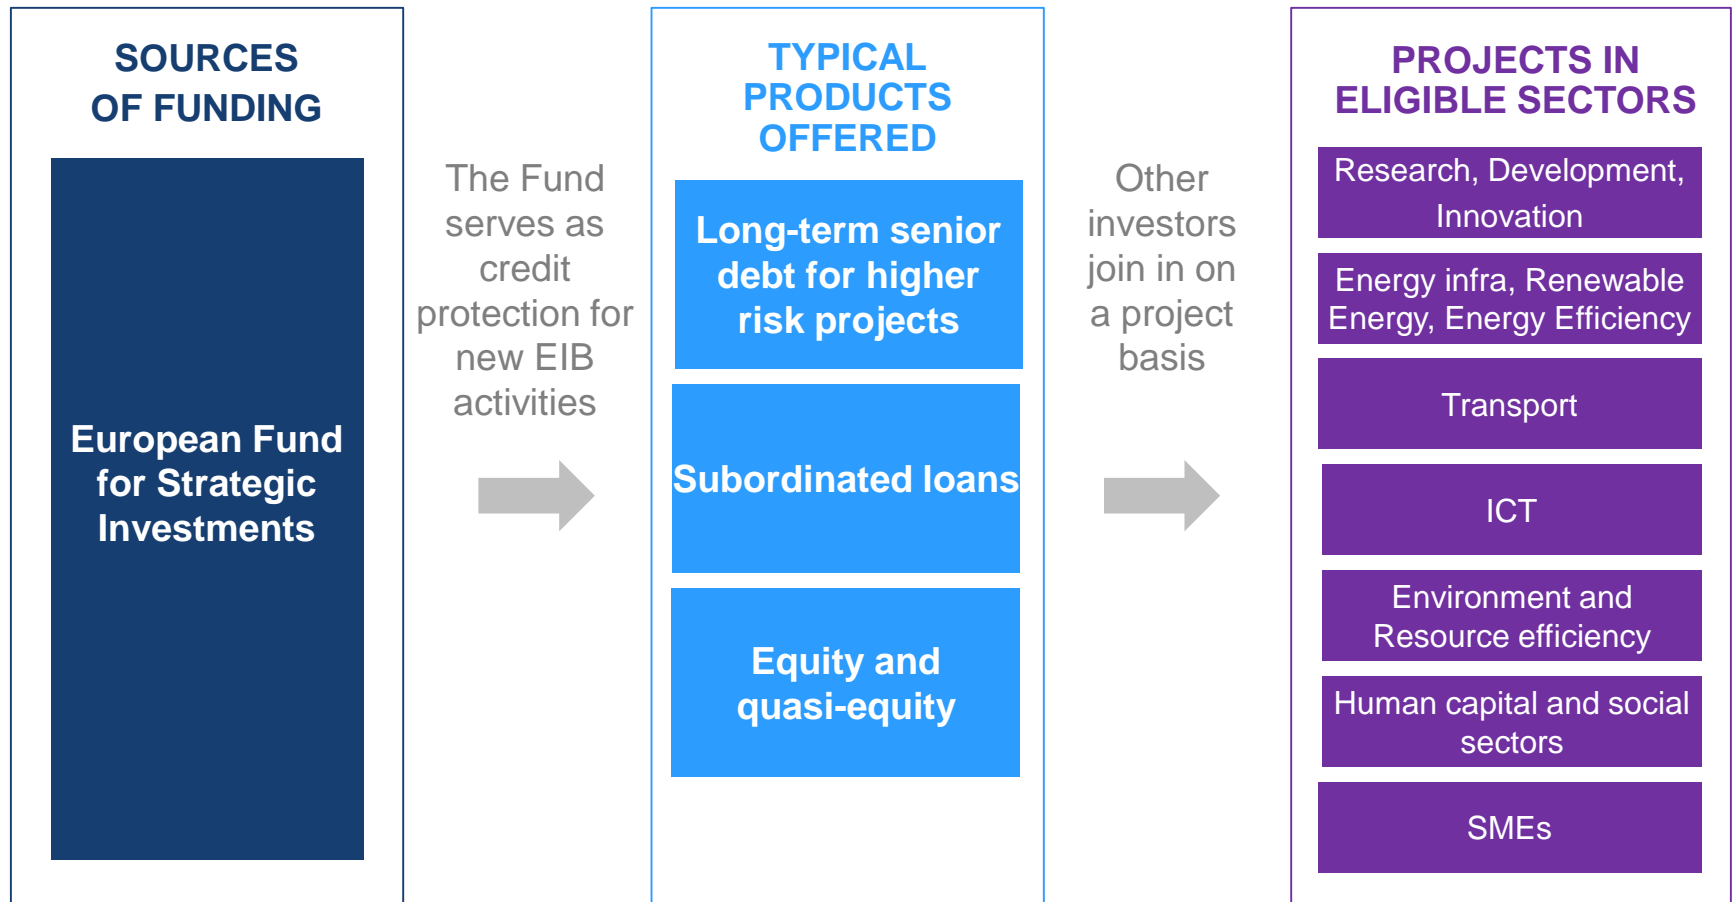 SOURCES
OF FUNDING
European Fund
for Strategic
Investments
The Fund
serves as
credit
protection for
new EIB
activities
TYPICAL
PRODUCTS
OFFERED
Long-term senior
debt for higher
risk projects
Subordinated loans
Equity and
quasi-equity
Other
investors
join in on
a project
basis
PROJECTS IN
ELIGIBLE SECTORS
Research, Development,
Innovation
Energy infra, Renewable
Energy, Energy Efficiency
Transport
ICT
Environment and
Resource efficiency
Human capital and social
sectors
SMEs